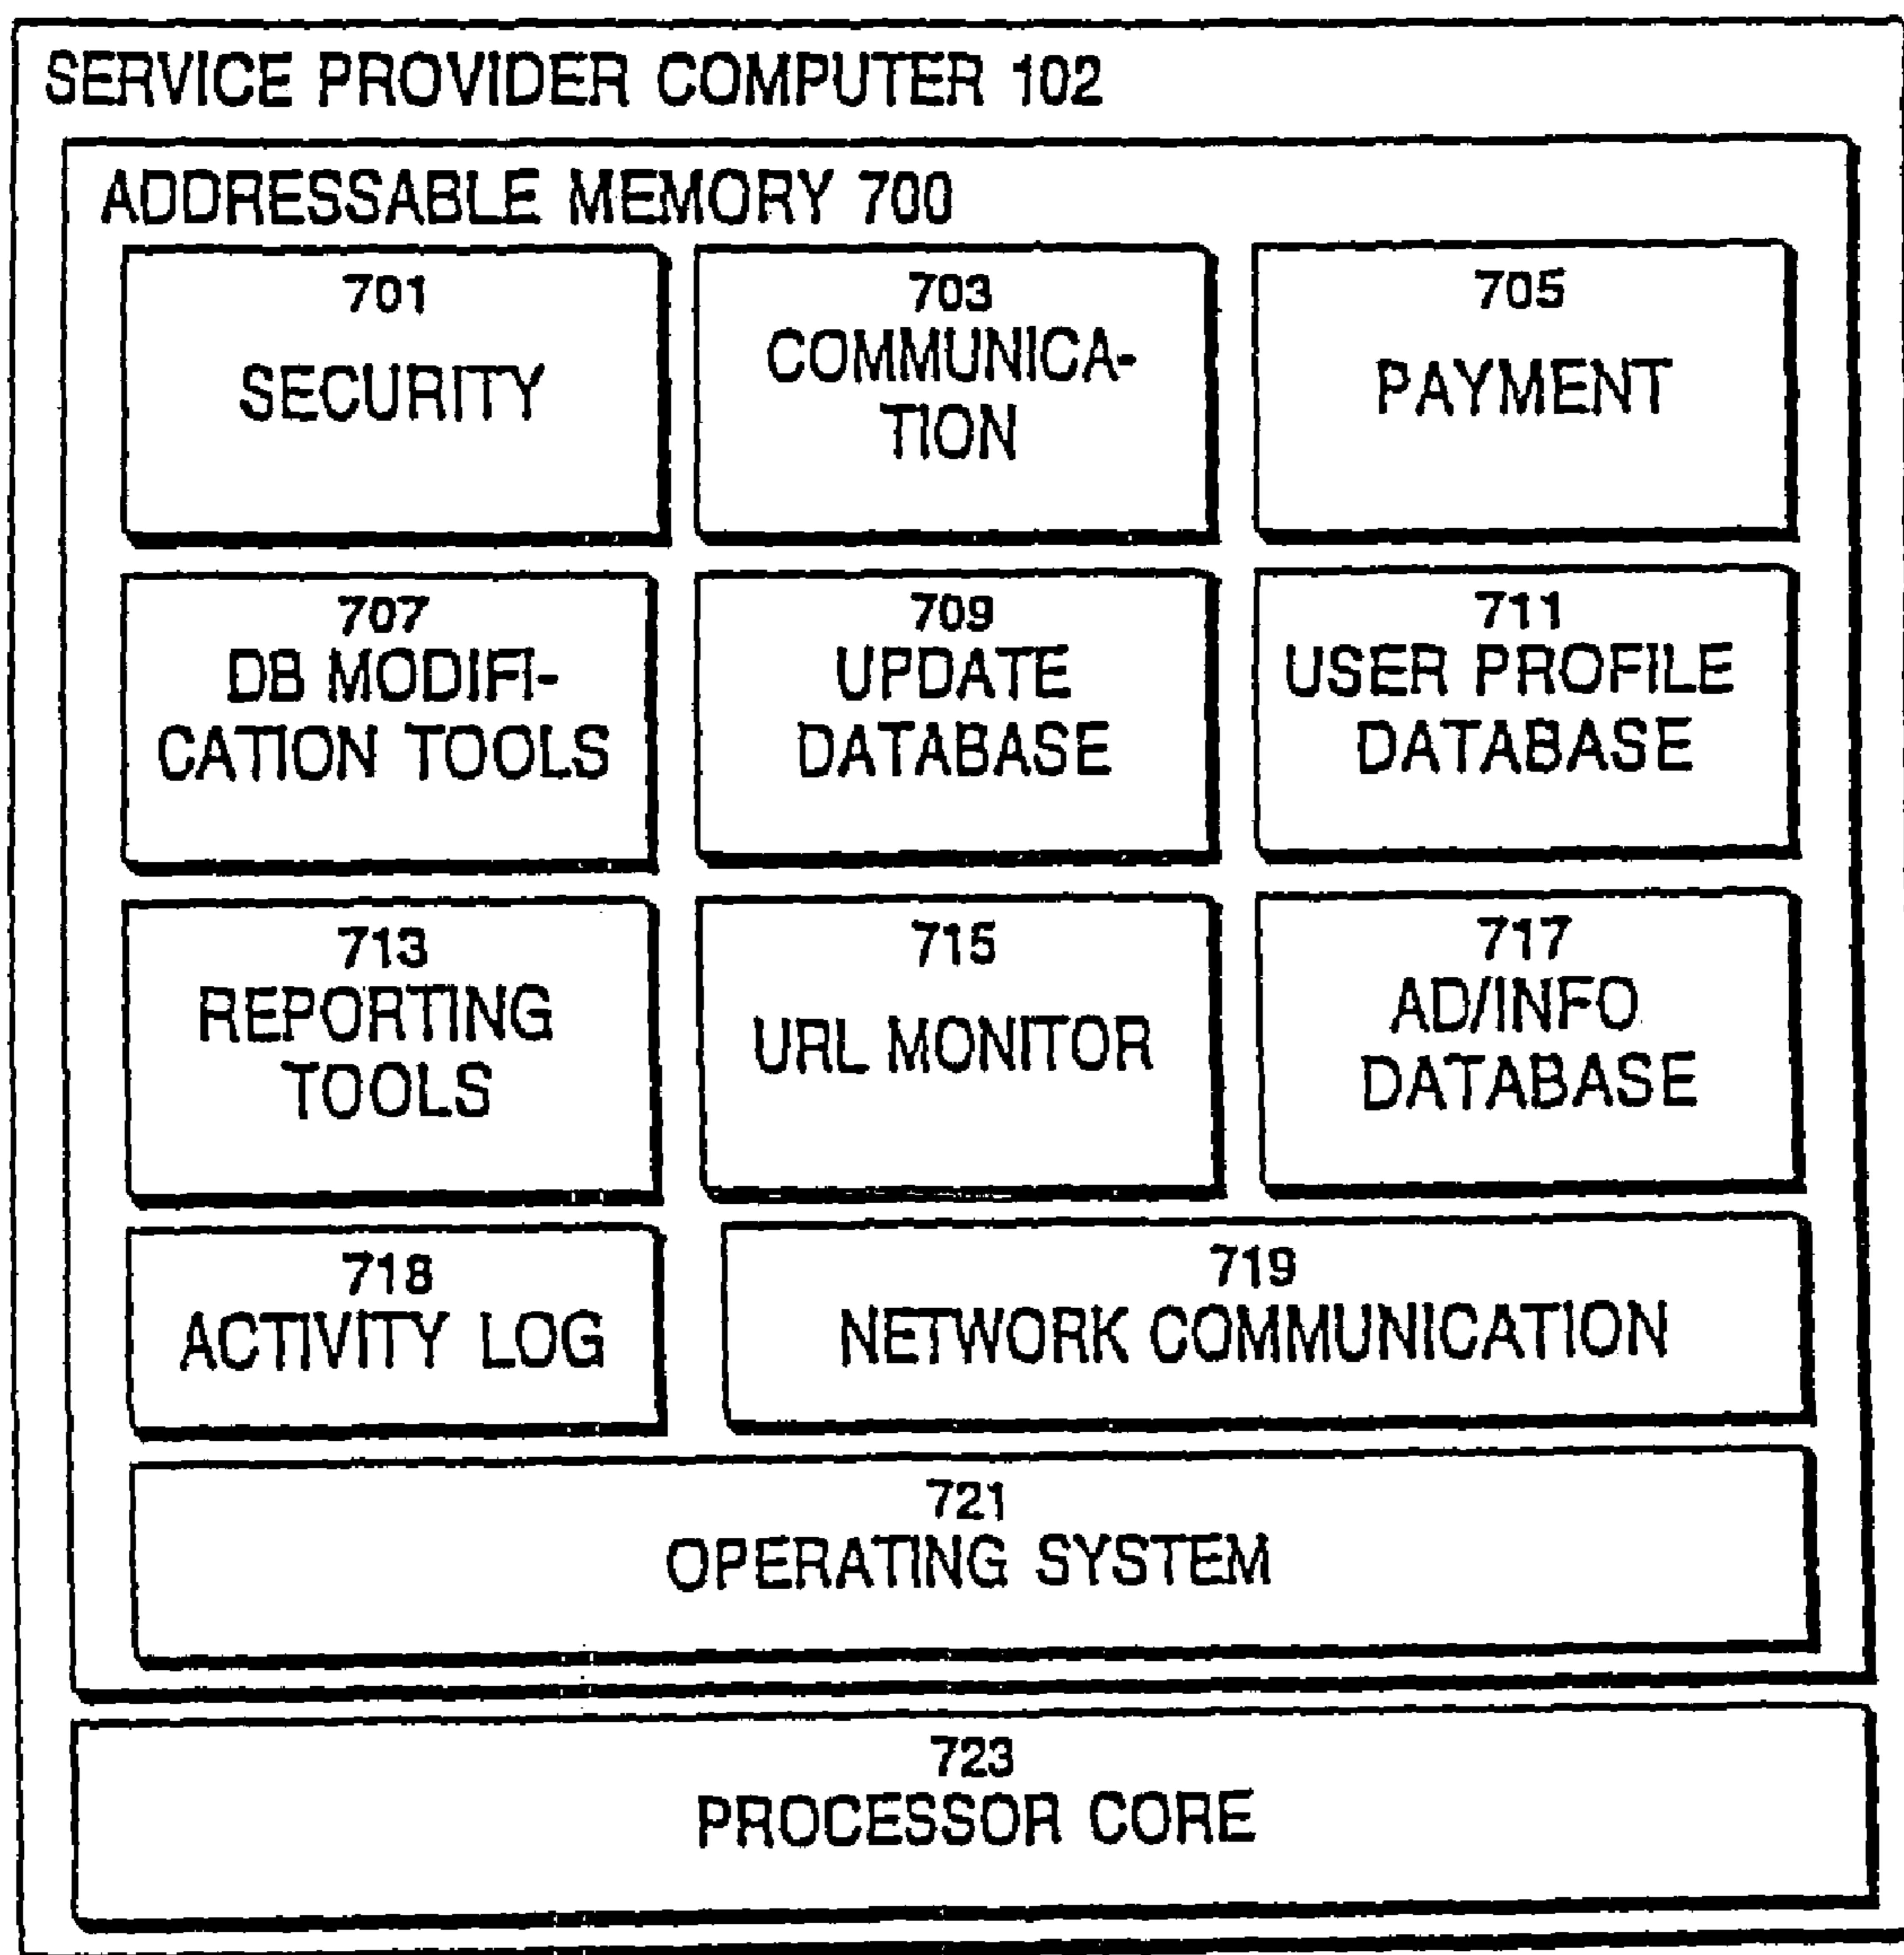 SERVICE PROVIDER COMPUTER 102
ADDRESSABLE MEMORY 700
701
SECURITY
703
COMMUNICA-
TION
705
PAYMENT
707
DB MODIFI-
CATION TOOLS
709
UPDATE
DATABASE
711
USER PROFILE
DATABASE
713
REPORTING
TOOLS
715
URL MONITOR
717
AD/INFO
DATABASE
718
ACTIVITY LOG
719
NETWORK COMMUNICATION
721
OPERATING SYSTEM
723
PROCESSOR CORE